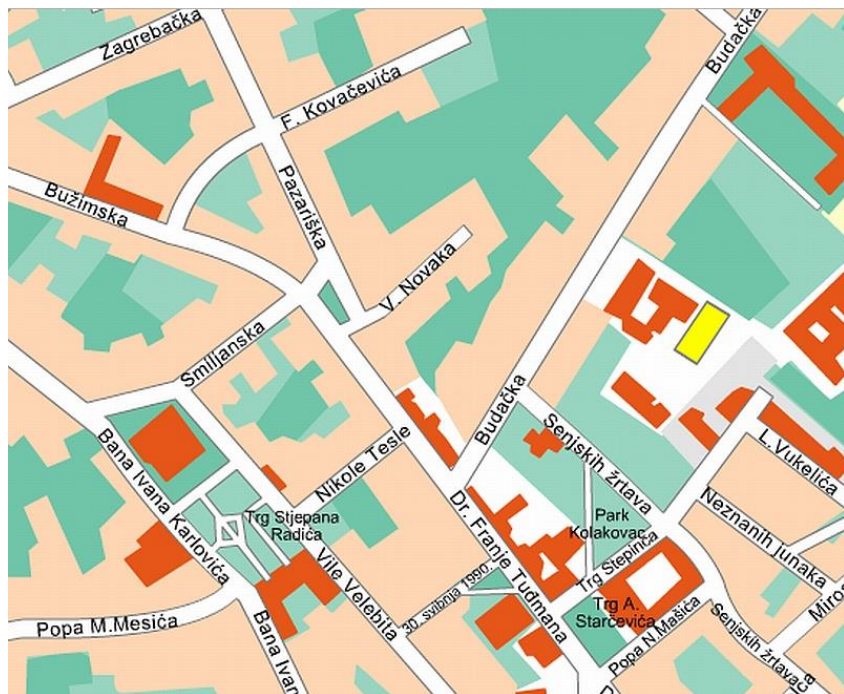 Zagrebačka
Budačka
F. Kovačevića
Bužimska
Pazariška
V. Novaka
Smiljanska
Budačka
Bana Ivana Karlovića
Nikole Tesle
Senjskih žrtava
L.Vukelića
Trg Stjepana
Radića
Dr. Franje Tuđmana
Park
Kolakovac
Neznanih junaka
Vile Velebita
30. svibnja 1990.
Trg Stepinca
Trg A.
Starčevića
Popa N.Mašića
Popa M.Mesića
Bana Ivan
Senjskih žrtava
Miros